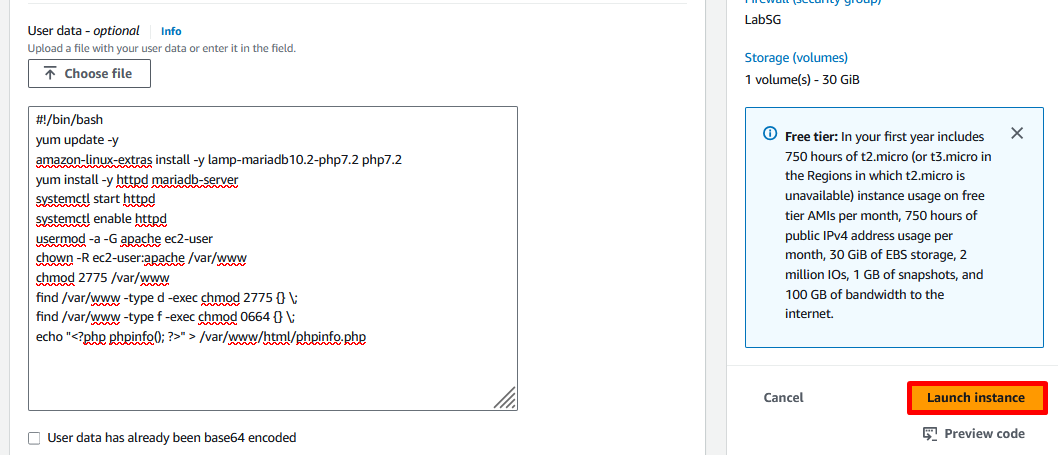 User data - optional Info
Upload a file with your user data or enter it in the field.
Choose file
#!/bin/bash
yum update -y
amazon-linux-extras install -y lamp-mariadb10.2-php7.2 php7.2
yum install -y httpd mariadb-server
systemctl start httpd
systemctl enable httpd
usermod -a -G apache ec2-user
chown -R ec2-user:apache /var/www
chmod 2775 /var/www
find /var/www -type d -exec chmod 2775 {} \;
find /var/www -type f -exec chmod 0664 {} \;
echo "<?php phpinfo(); ?>" > /var/www/html/phpinfo.php
User data has already been base64 encoded
Firewall (security group)
LabSG
Storage (volumes)
1 volume(s) - 30 GiB
Free tier: In your first year includes
750 hours of t2.micro (or t3.micro in
the Regions in which t2.micro is
unavailable) instance usage on free
tier AMIs per month, 750 hours of
public IPv4 address usage per
month, 30 GiB of EBS storage, 2
million IOs, 1 GB of snapshots, and
100 GB of bandwidth to the
internet.
Cancel
Launch instance
Preview code